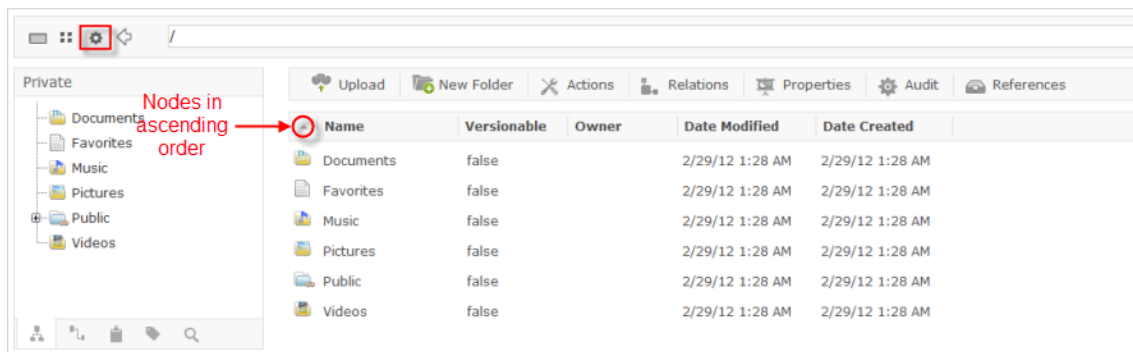 /
Private
Upload New Folder Actions Relations Properties Audit References
Documents
Favorites
Music
Pictures
Public
Videos
Nodes in
ascending
order
Name Versionable Owner Date Modified Date Created
Documents false 2/29/12 1:28 AM 2/29/12 1:28 AM
Favorites false 2/29/12 1:28 AM 2/29/12 1:28 AM
Music false 2/29/12 1:28 AM 2/29/12 1:28 AM
Pictures false 2/29/12 1:28 AM 2/29/12 1:28 AM
Public false 2/29/12 1:28 AM 2/29/12 1:28 AM
Videos false 2/29/12 1:28 AM 2/29/12 1:28 AM